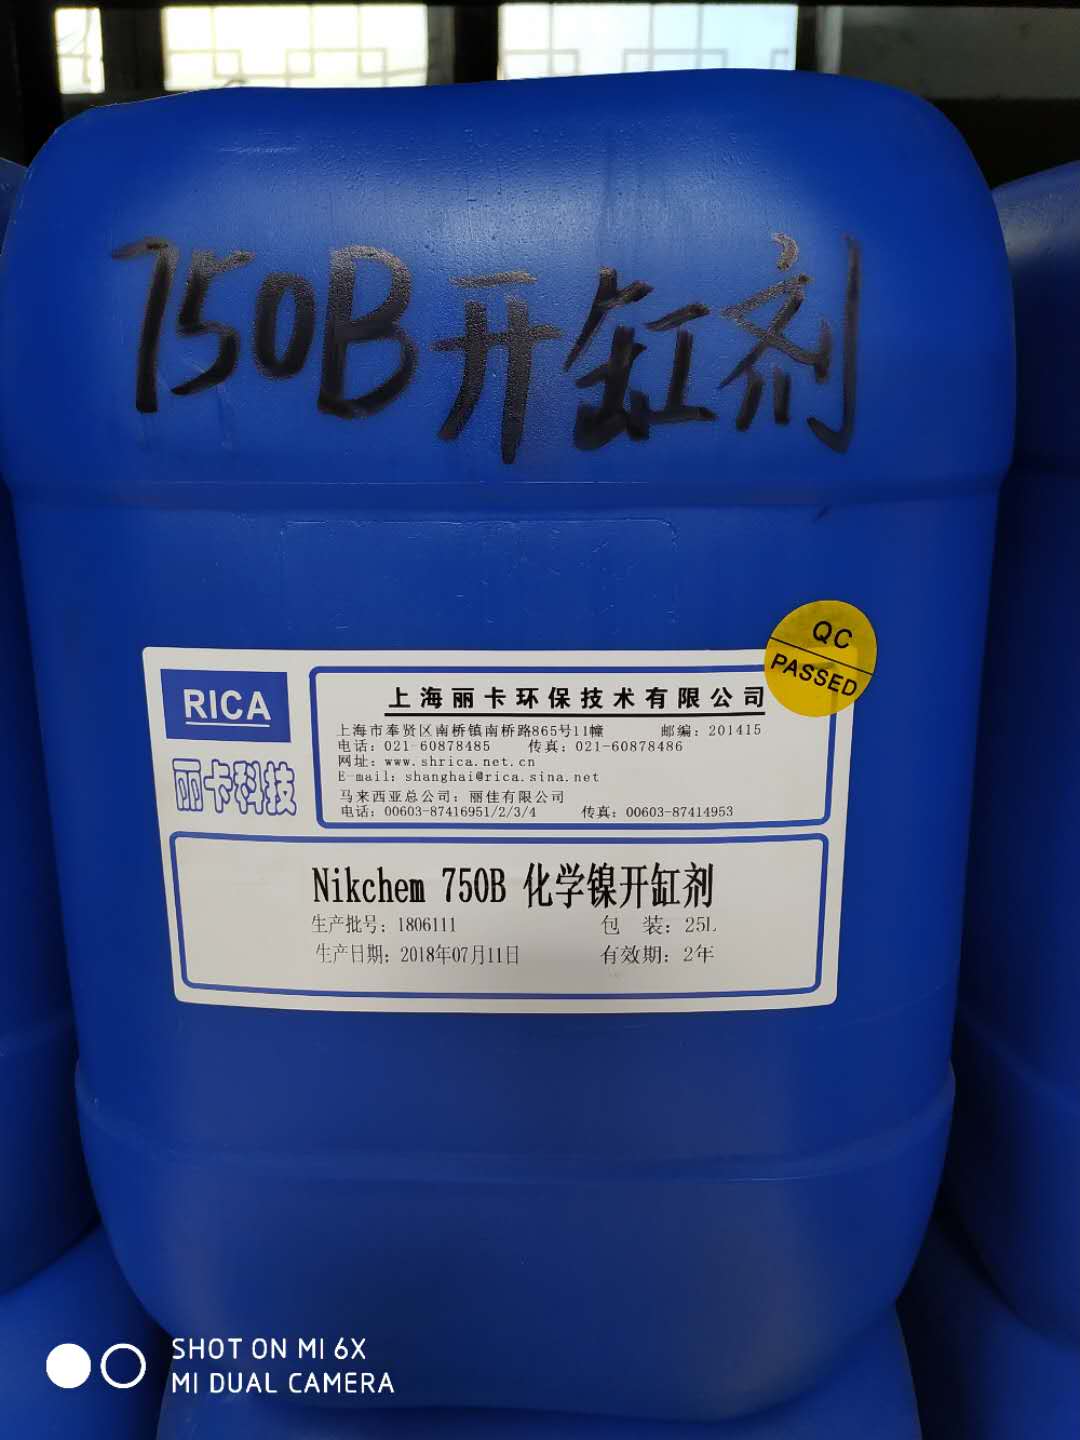 750B开缸剂
QC
PASSED
RICA
丽卡科技
上海丽卡环保技术有限公司
上海市奉贤区南桥镇南桥路865号11幢 邮编：201415
电话：021-60878485 传真：021-60878486
网址：www.shrica.net.cn
E-mail：shanghai@rica.sina.net
马来西亚总公司：丽佳有限公司
电话：00603-87416951/2/3/4 传真：00603-87414953
Nikchem 750B 化学镍开缸剂
生产批号：1806111 包 装：25L
生产日期：2018年07月11日 有效期：2年
SHOT ON MI 6X
MI DUAL CAMERA